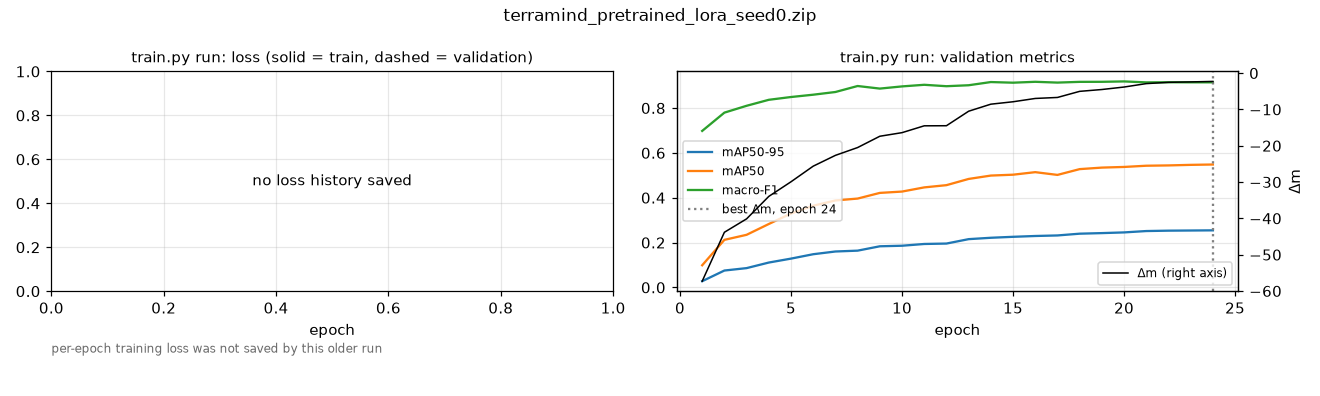 terramind_pretrained_lora_seed0.zip
train.py run: loss (solid = train, dashed = validation)
1.0
0.8
0.6
0.4
0.2
0.0
no loss history saved
0.0 0.2 0.4 0.6 0.8 1.0
epoch
per-epoch training loss was not saved by this older run
train.py run: validation metrics
0.8
0.6
0.4
0.2
0.0
mAP50-95
mAP50
macro-F1
best Δm, epoch 24
Δm (right axis)
0
−10
−20
−30
−40
−50
−60
Δm
0 5 10 15 20 25
epoch